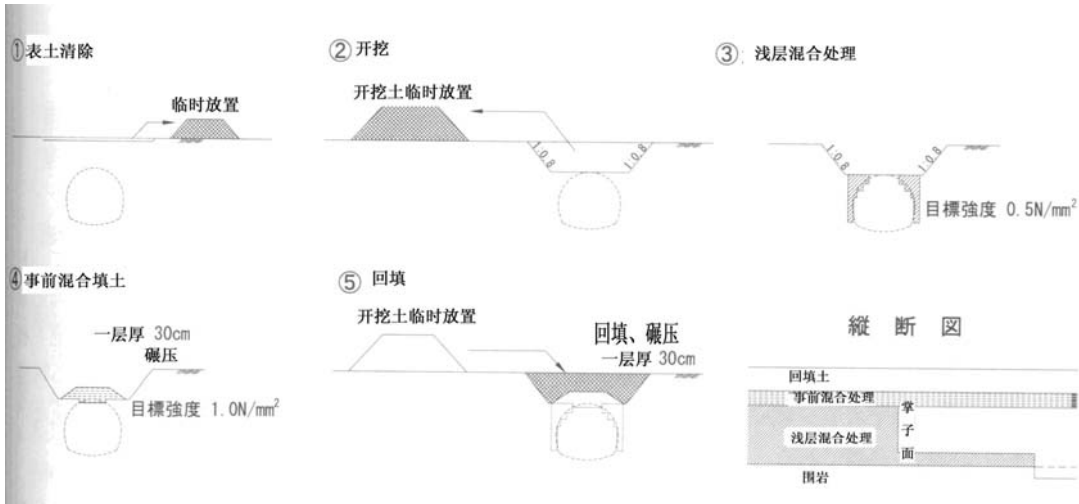 ①表土清除
临时放置
②开挖
开挖土临时放置
1:0.8
1:0.8
③ 浅层混合处理
1:0.8
1:0.8
目標強度 0.5N/mm²
④事前混合填土
一层厚 30cm
碾压
目標強度 1.0N/mm²
⑤ 回填
开挖土临时放置
回填、碾压
一层厚 30cm
縦断図
回填土
事前混合处理
掌子面
浅层混合处理
围岩